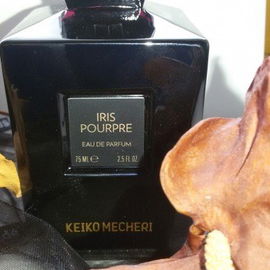 IRIS
POURPRE
EAU DE PARFUM
75 ML ℮ 2.5 FL OZ
KEIKO MECHERI